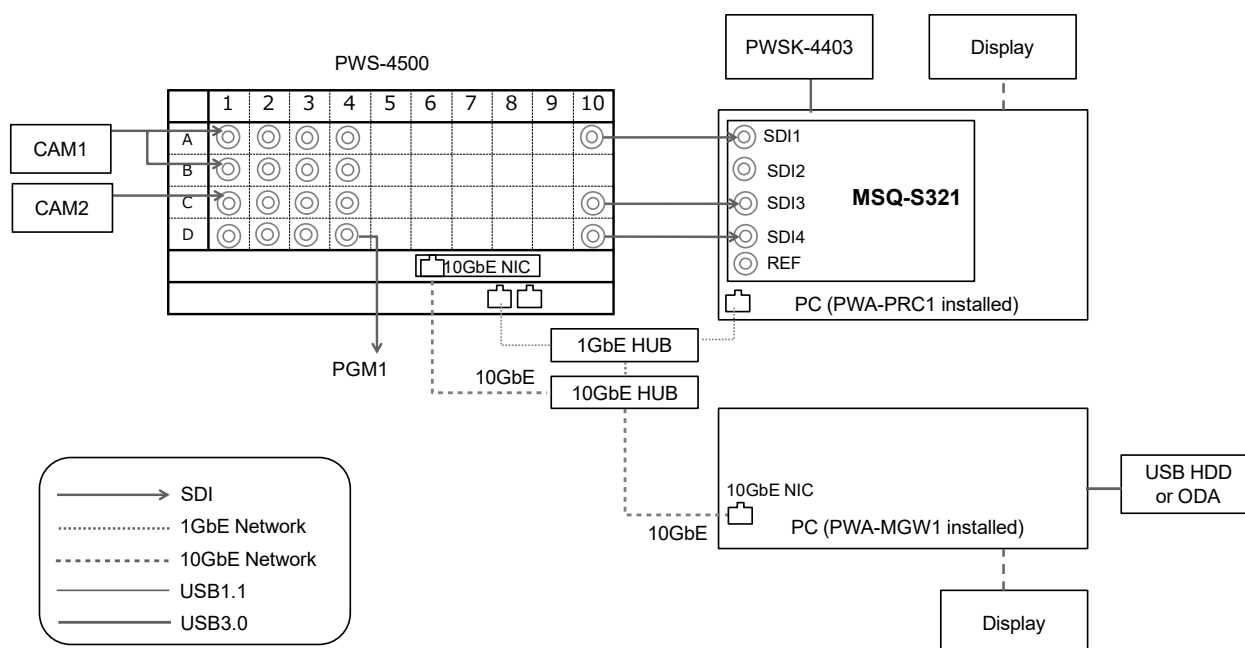 PWSK-4403
Display
PWS-4500
1 2 3 4 5 6 7 8 9 10
CAM1
A
SDI1
B
SDI2
CAM2
C
SDI3
MSQ-S321
D
SDI4
REF
10GbE NIC
PC (PWA-PRC1 installed)
1GbE HUB
PGM1
10GbE
10GbE HUB
SDI
1GbE Network
10GbE Network
USB1.1
USB3.0
10GbE NIC
10GbE
PC (PWA-MGW1 installed)
USB HDD
or ODA
Display